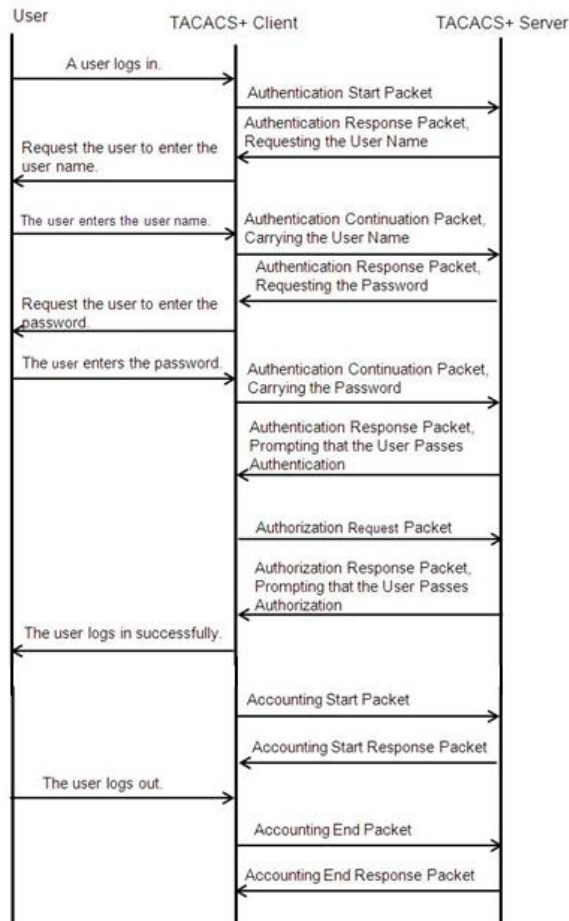 User
TACACS+ Client
TACACS+ Server
A user logs in.
Authentication Start Packet
Authentication Response Packet,
Requesting the User Name
Request the user to enter the
user name.
The user enters the user name.
Authentication Continuation Packet,
Carrying the User Name
Authentication Response Packet,
Requesting the Password
Request the user to enter the
password.
The user enters the password.
Authentication Continuation Packet,
Carrying the Password
Authentication Response Packet,
Prompting that the User Passes
Authentication
Authorization Request Packet
Authorization Response Packet,
Prompting that the User Passes
Authorization
The user logs in successfully.
Accounting Start Packet
Accounting Start Response Packet
The user logs out.
Accounting End Packet
Accounting End Response Packet